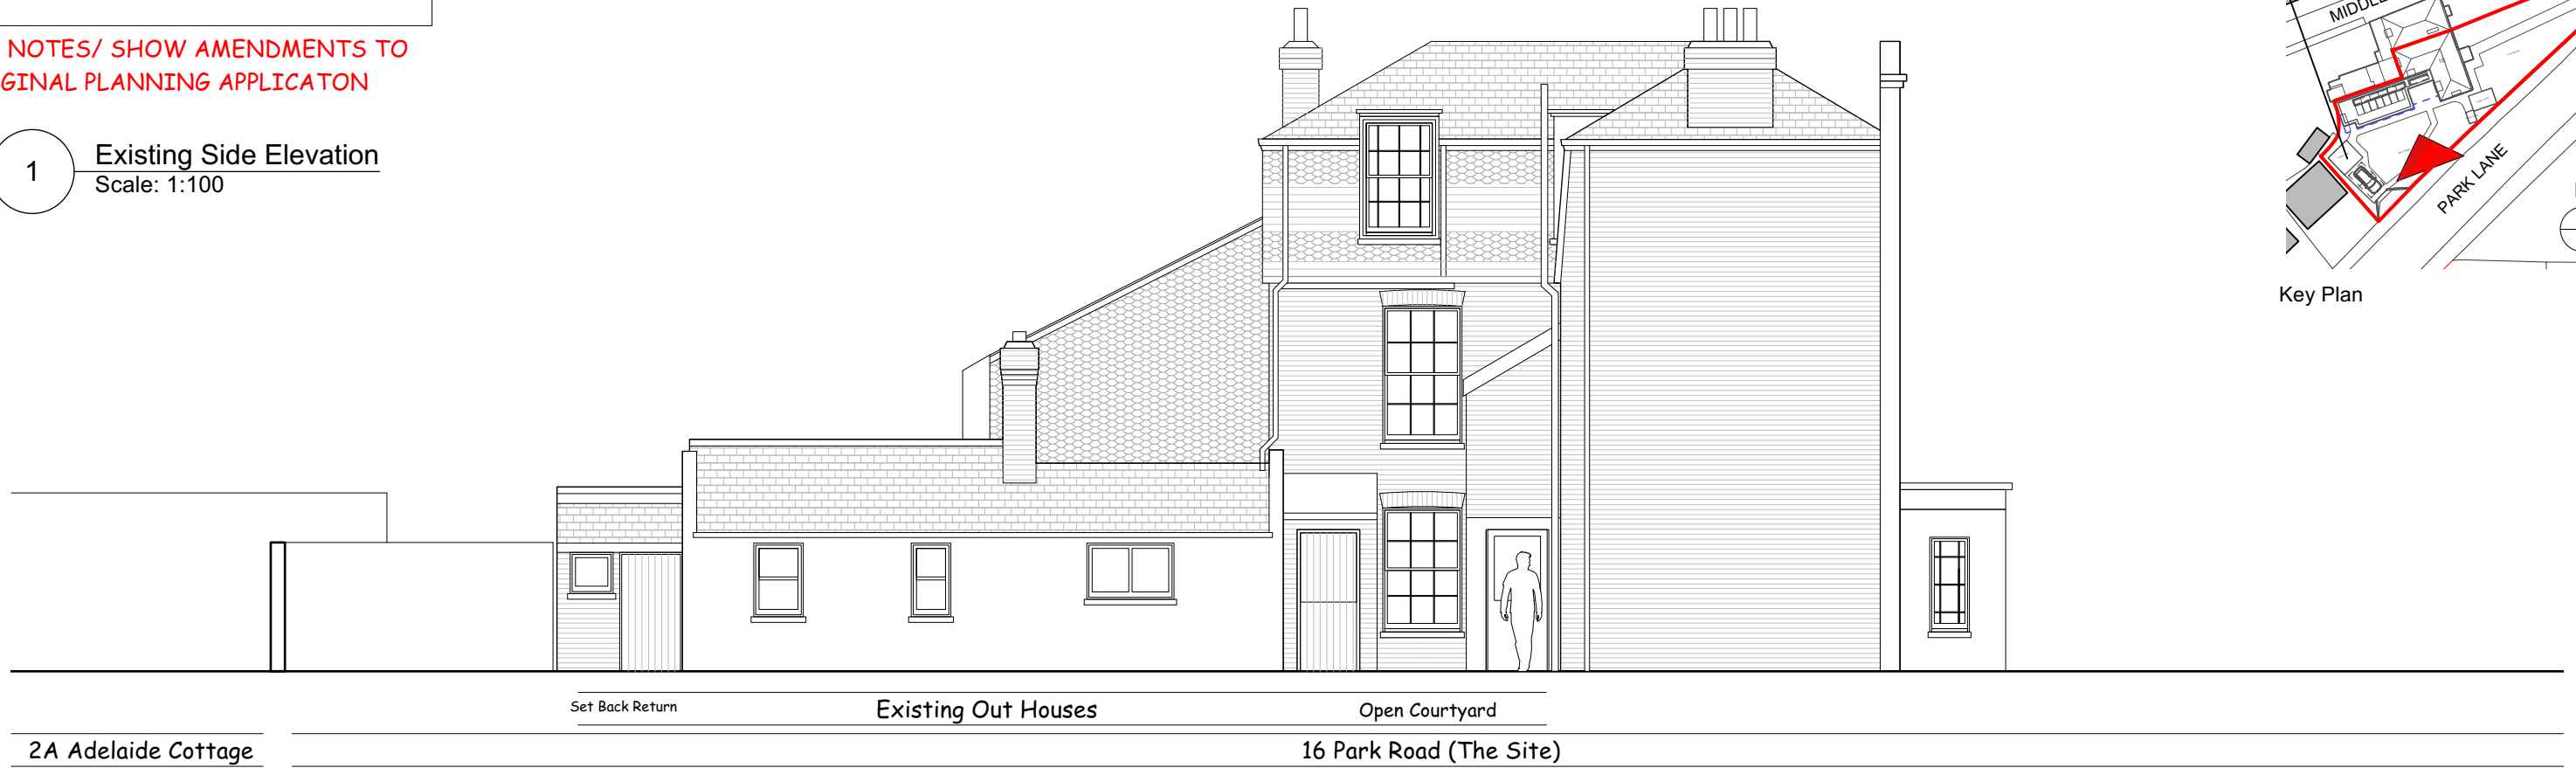 NOTES/ SHOW AMENDMENTS TO
GINAL PLANNING APPLICATON
1
Existing Side Elevation
Scale: 1:100
PARK LANE
Key Plan
Set Back Return
Existing Out Houses
Open Courtyard
2A Adelaide Cottage
16 Park Road (The Site)